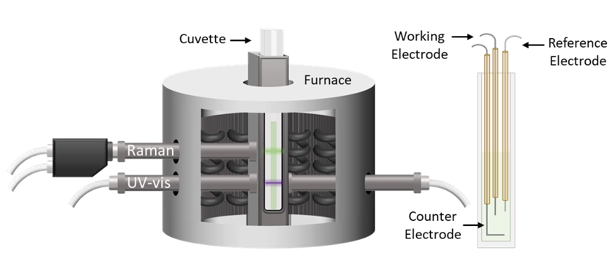 Cuvette
Furnace
Raman
UV-vis
Working
Electrode
Reference
Electrode
Counter
Electrode